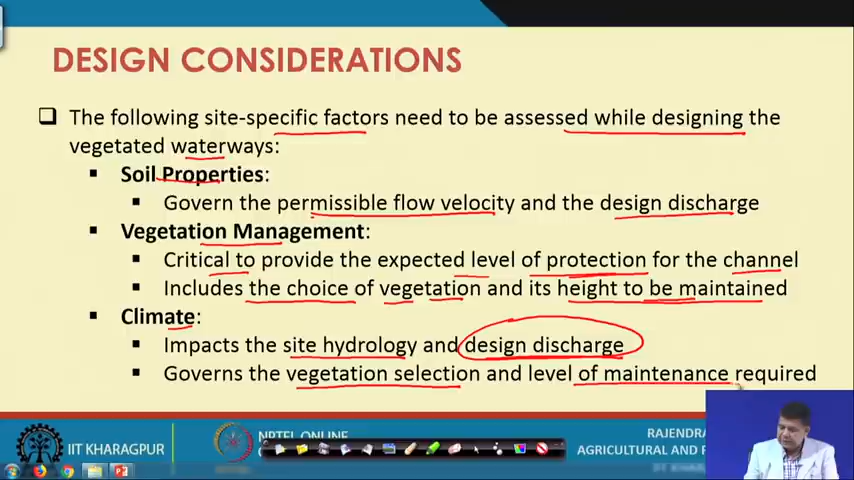 DESIGN CONSIDERATIONS
The following site-specific factors need to be assessed while designing the
vegetated waterways:
Soil Properties:
Govern the permissible flow velocity and the design discharge
Vegetation Management:
Critical to provide the expected level of protection for the channel
Includes the choice of vegetation and its height to be maintained
Climate:
Impacts the site hydrology and design discharge
Governs the vegetation selection and level of maintenance required
IIT KHARAGPUR
NPTEL ONLINE
RAJENDRA
AGRICULTURAL AND F